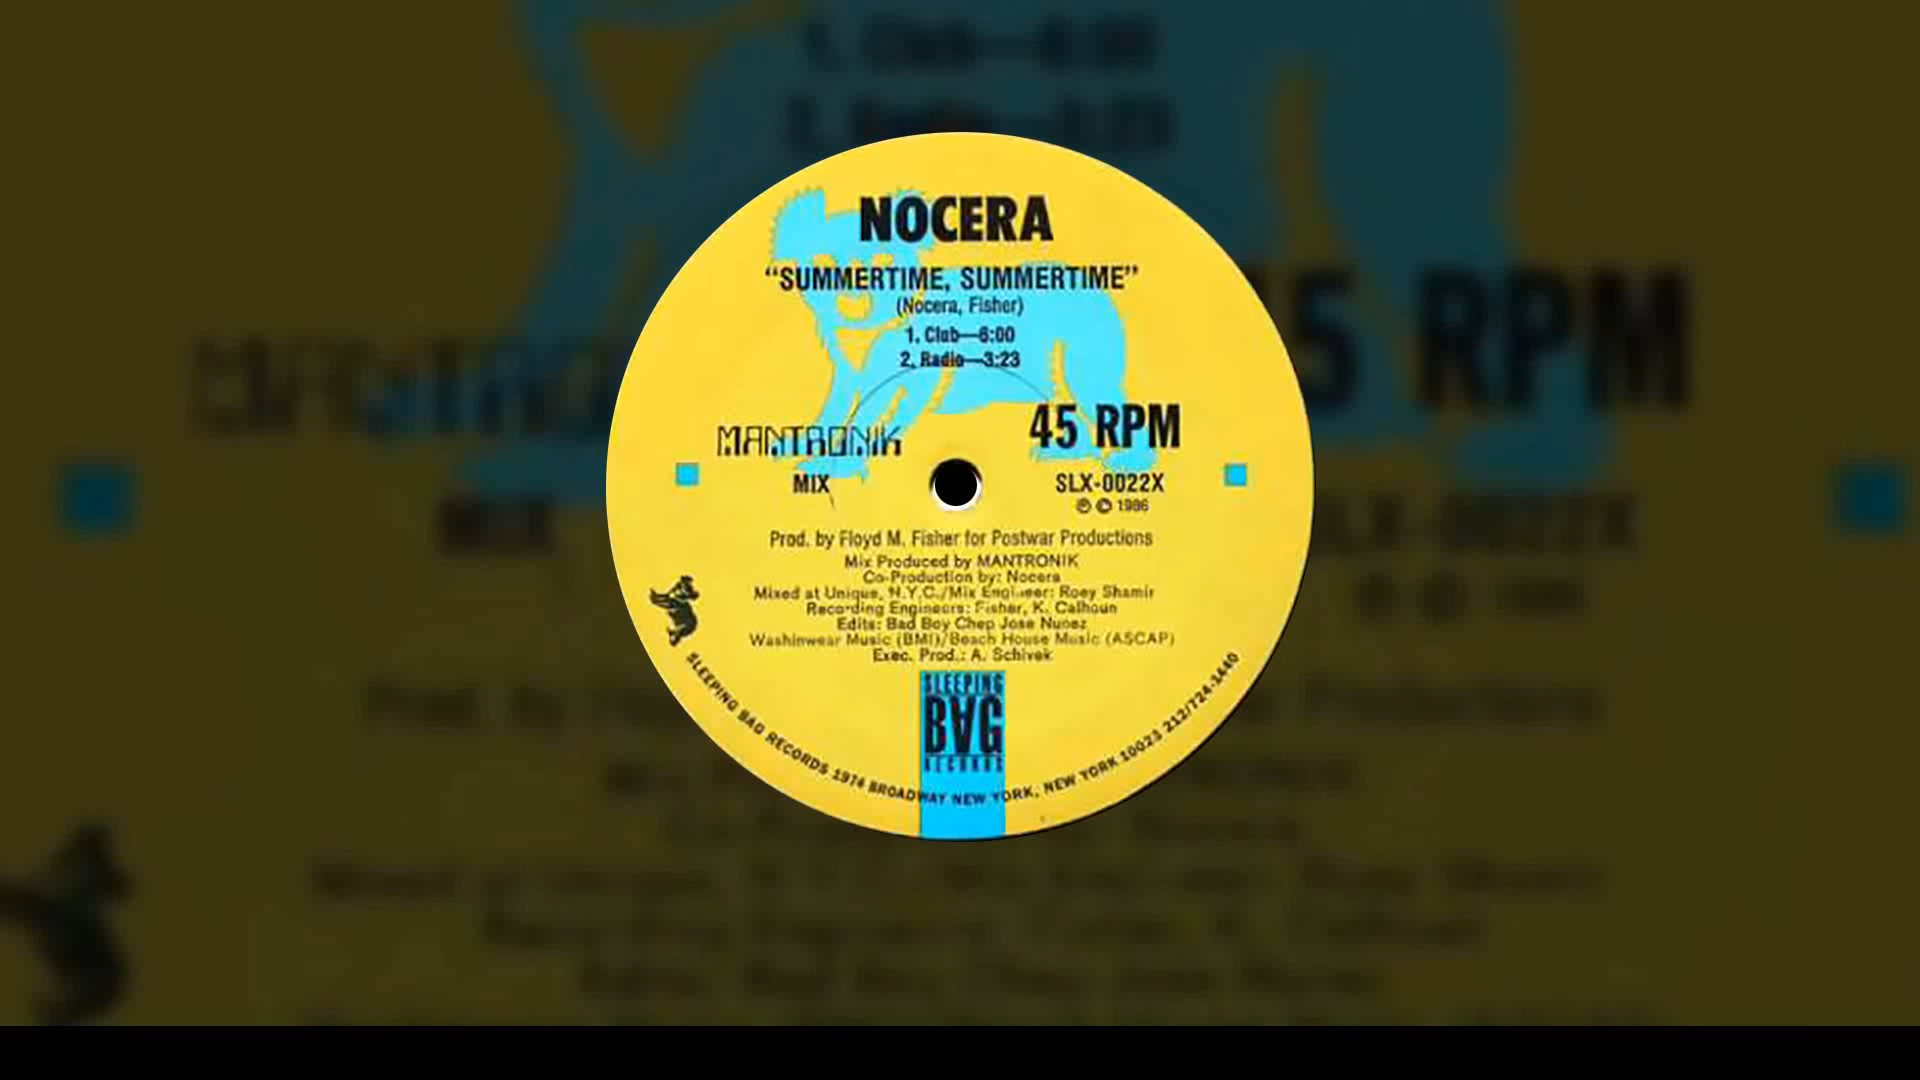 NOCERA
“SUMMERTIME, SUMMERTIME”
(Nocera, Fisher)
1. Club—6:00
2. Radio—3:23
MANTRONIK
MIX
45 RPM
SLX-0022X
℗ © 1986
Prod. by Floyd M. Fisher for Postwar Productions
Mix Produced by MANTRONIK
Co-Production by: Nocera
Mixed at Unique, N.Y.C./Mix Engineer: Roey Shamir
Recording Engineers: Fisher, K. Calhoun
Edits: Bad Boy Chep Jose Nunez
Washinwear Music (BMI)/Beach House Music (ASCAP)
Exec. Prod.: A. Schivek
SLEEPING
BAG
RECORDS
SLEEPING BAG RECORDS 1974 BROADWAY NEW YORK, NEW YORK 10023 212/724-1440